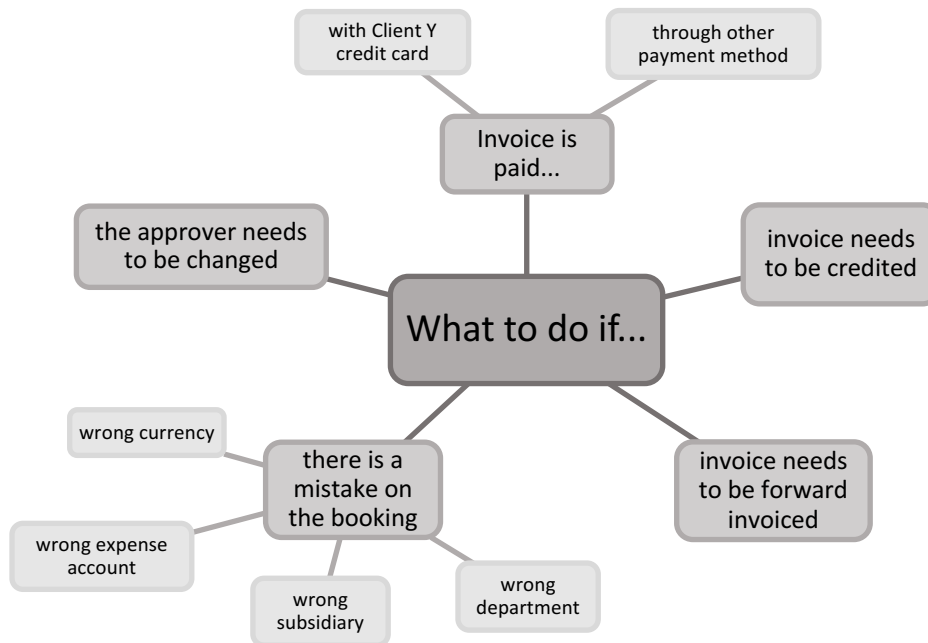 with Client Y
credit card
through other
payment method
Invoice is
paid...
the approver needs
to be changed
invoice needs
to be credited
What to do if...
wrong currency
there is a
mistake on
the booking
invoice needs
to be forward
invoiced
wrong expense
account
wrong
subsidiary
wrong
department